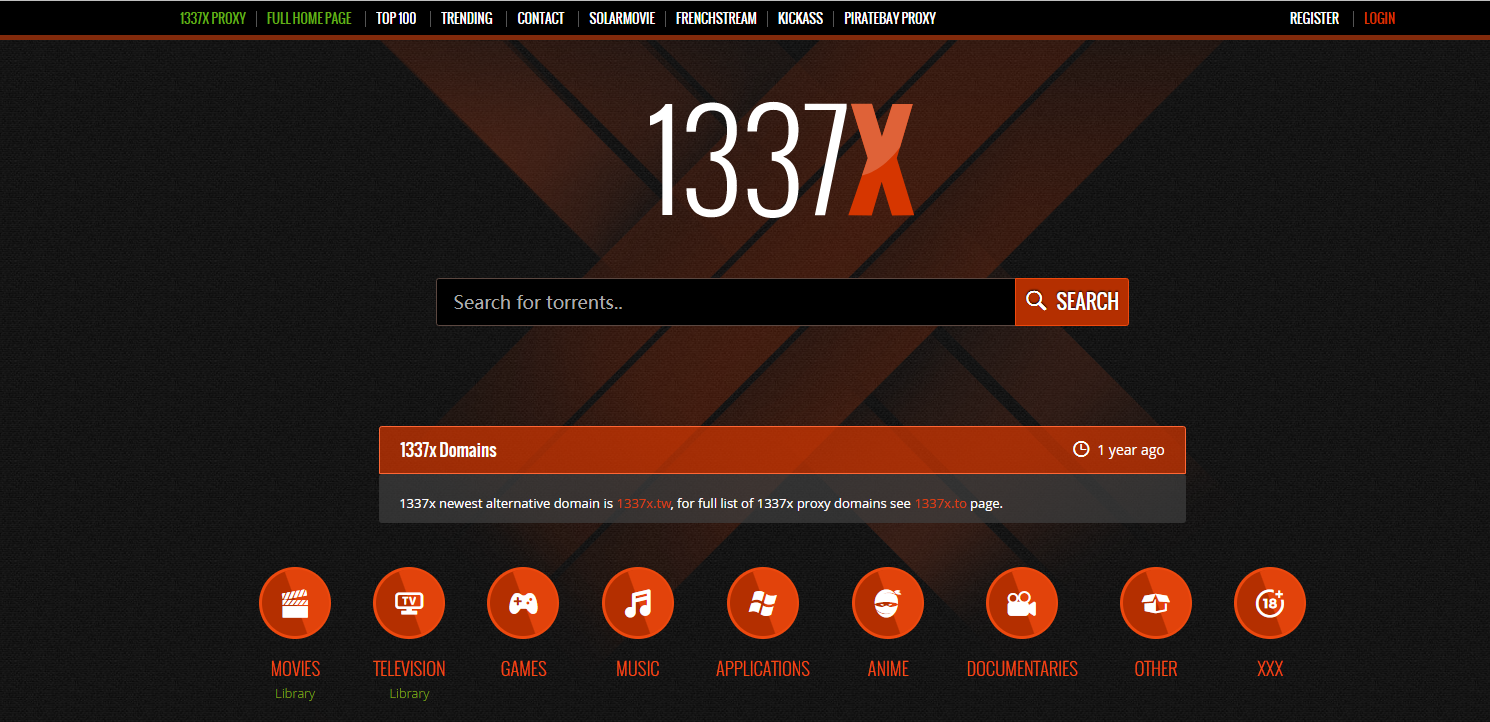 1337X PROXY FULL HOME PAGE TOP 100 TRENDING CONTACT SOLARMOVIE FRENCHSTREAM KICKASS PIRATEBAY PROXY REGISTER LOGIN
1337X
Search for torrents.. SEARCH
1337x Domains 1 year ago
1337x newest alternative domain is 1337x.tw, for full list of 1337x proxy domains see 1337x.to page.
TV 18+
MOVIES TELEVISION GAMES MUSIC APPLICATIONS ANIME DOCUMENTARIES OTHER XXX
Library Library